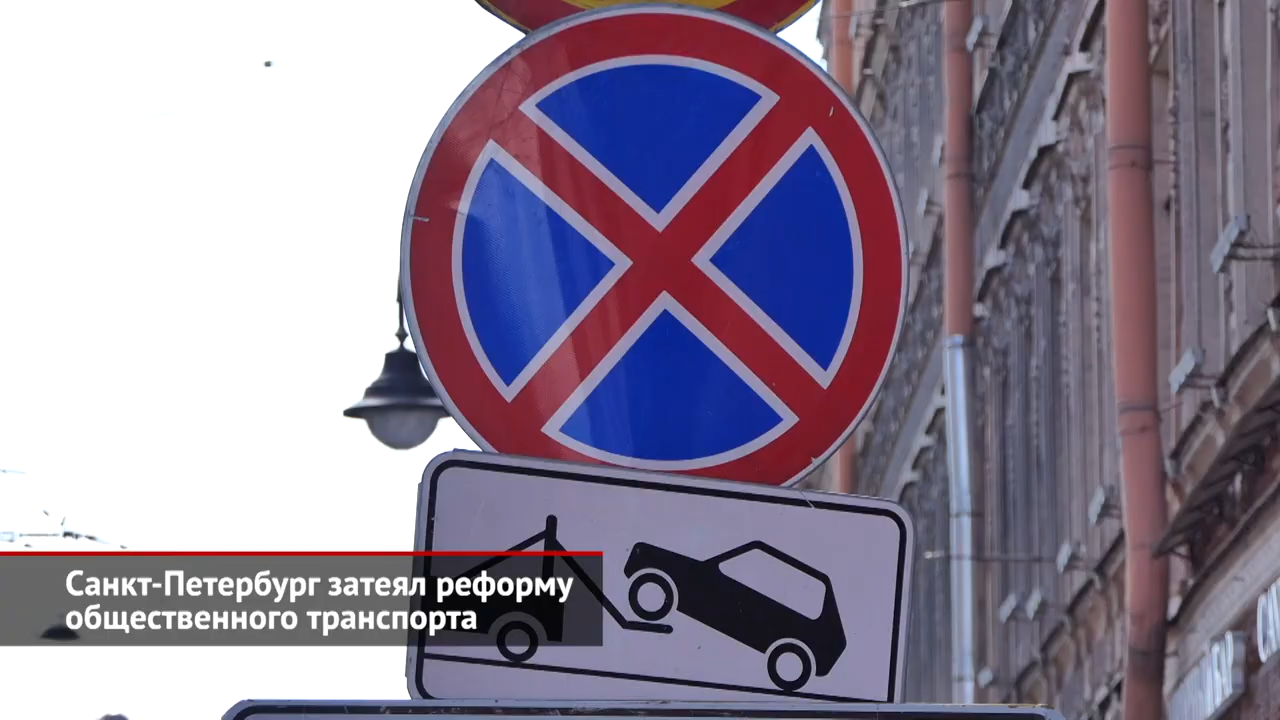 Санкт-Петербург затеял реформу
общественного транспорта